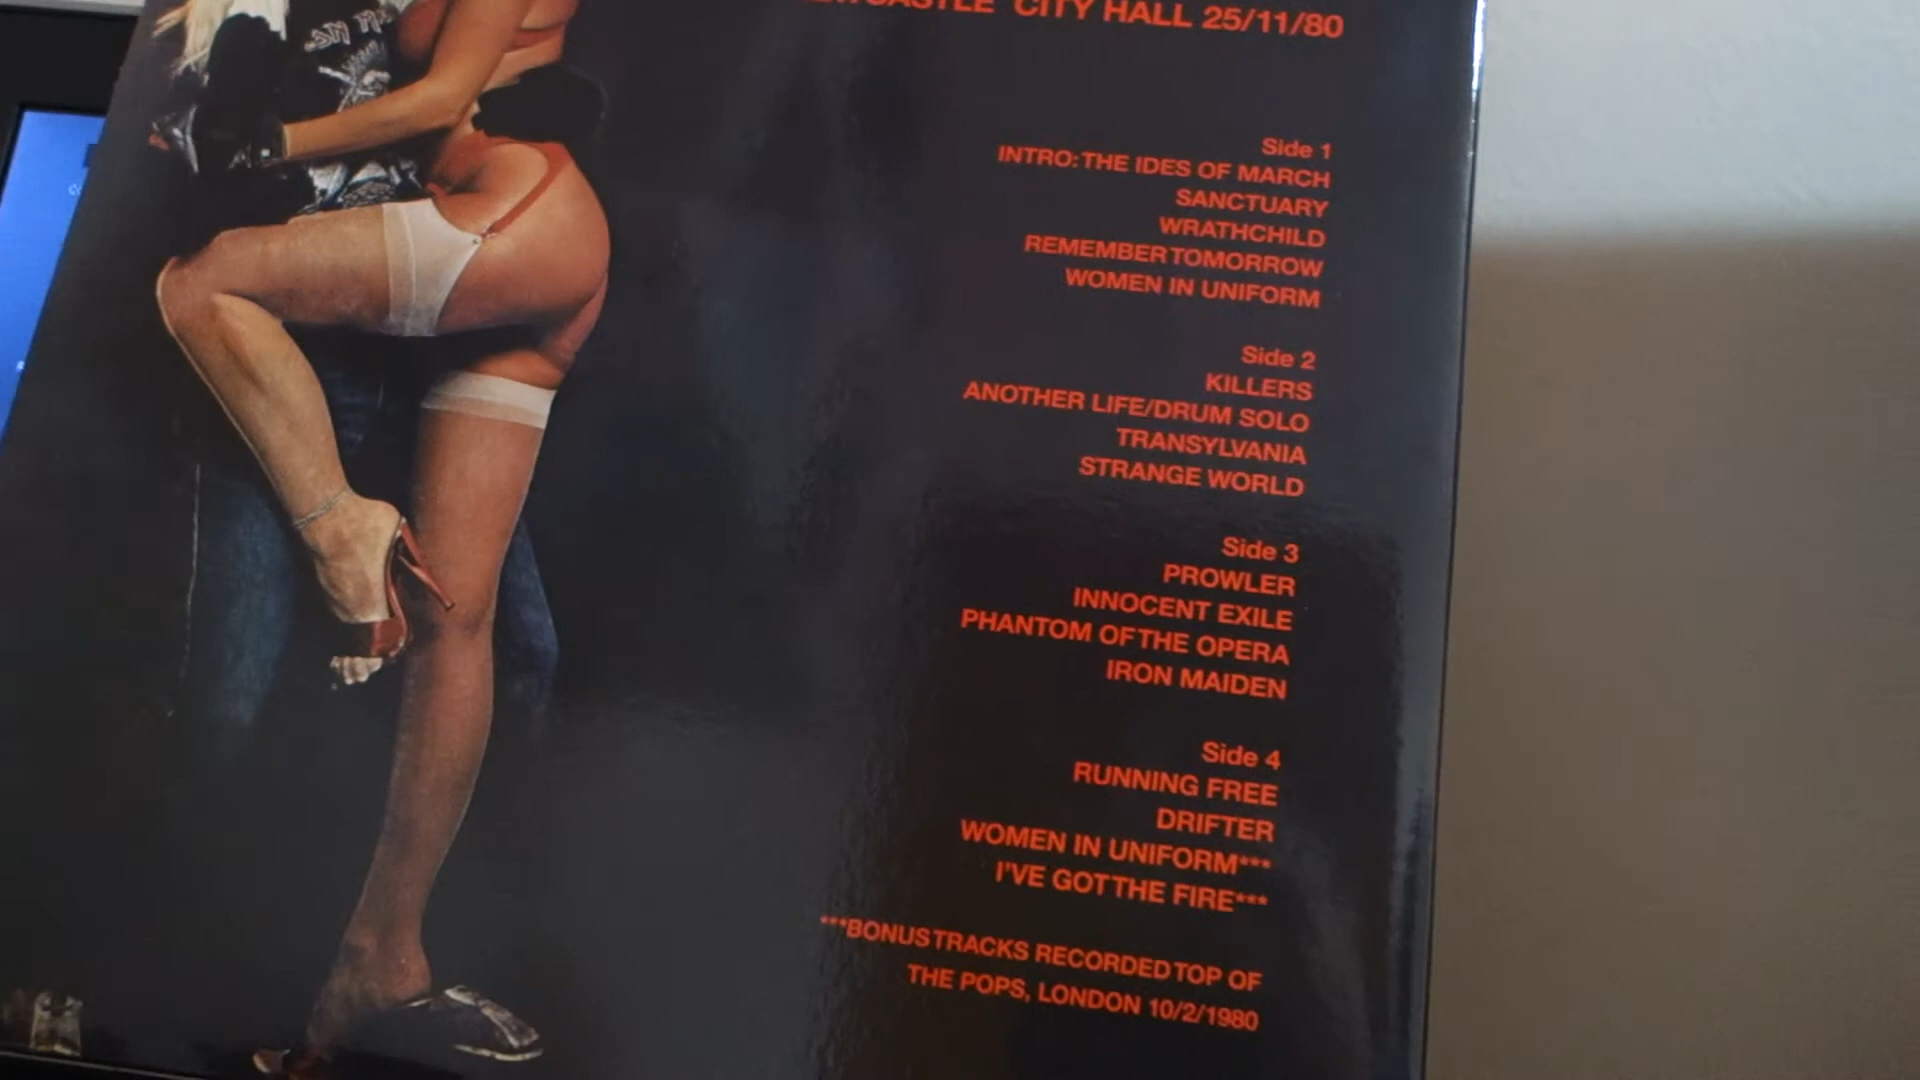 CASTLE CITY HALL 25/11/80
Side 1
INTRO: THE IDES OF MARCH
SANCTUARY
WRATHCHILD
REMEMBER TOMORROW
WOMEN IN UNIFORM
Side 2
KILLERS
ANOTHER LIFE/DRUM SOLO
TRANSYLVANIA
STRANGE WORLD
Side 3
PROWLER
INNOCENT EXILE
PHANTOM OF THE OPERA
IRON MAIDEN
Side 4
RUNNING FREE
DRIFTER
WOMEN IN UNIFORM***
I'VE GOT THE FIRE***
***BONUS TRACKS RECORDED TOP OF
THE POPS, LONDON 10/2/1980